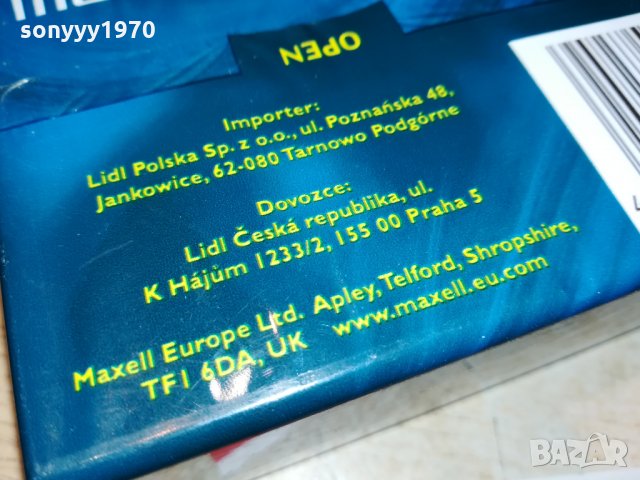 sonyyy1970
OPEN
Importer:
Lidl Polska Sp. z o.o., ul. Poznańska 48,
Jankowice, 62-080 Tarnowo Podgórne
Dovozce:
Lidl Česká republika, ul.
K Hájům 1233/2, 155 00 Praha 5
Maxell Europe Ltd. Apley, Telford, Shropshire,
TF1 6DA, UK www.maxell.eu.com
BAZAR